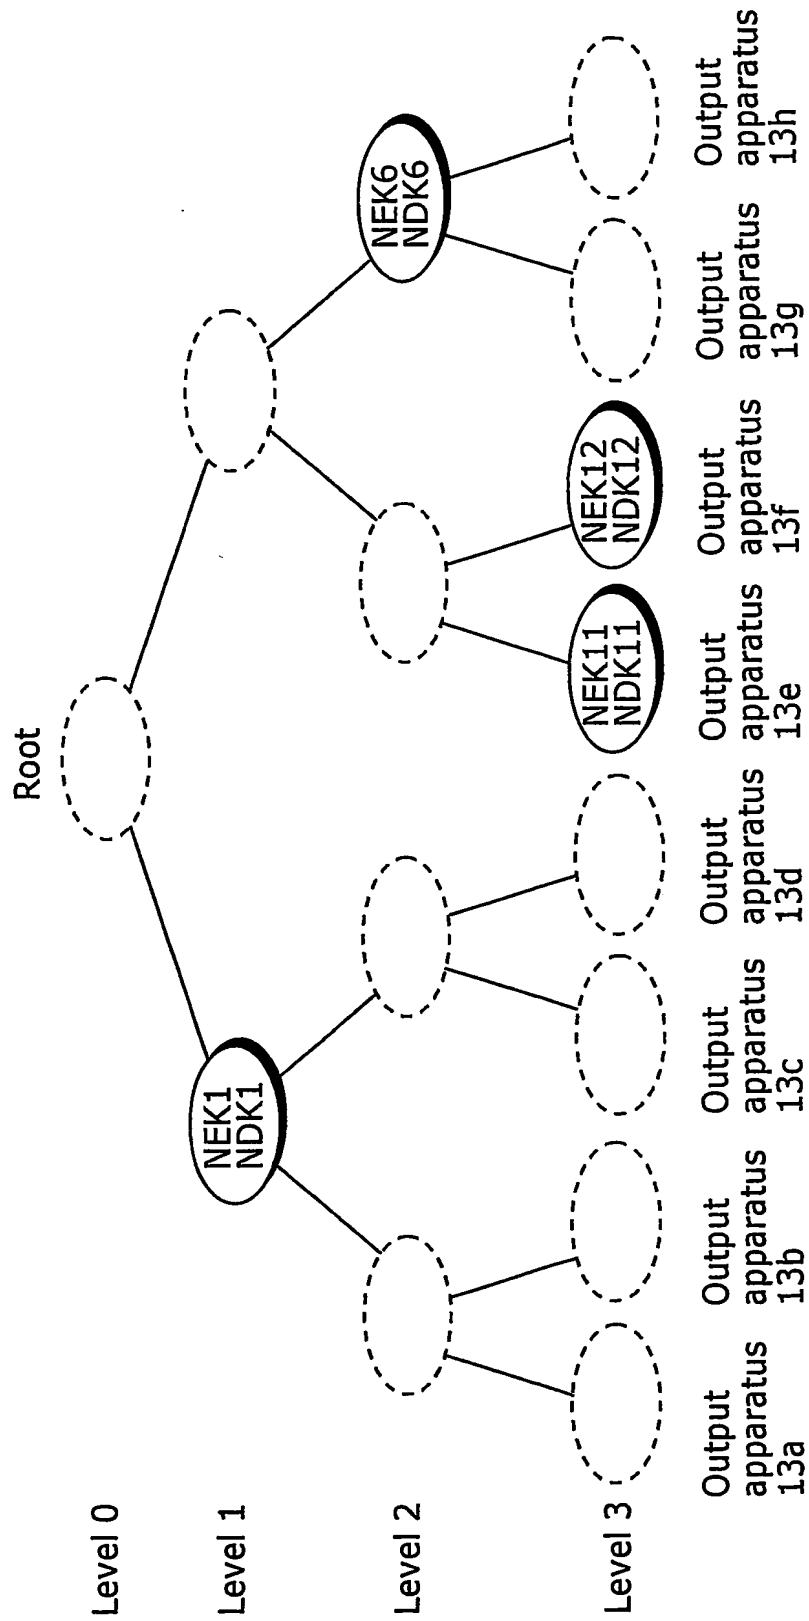 Root
Level 0
Level 1
NEK1
NDK1
Level 2
NEK6
NDK6
Level 3
NEK11
NDK11
NEK12
NDK12
Output
apparatus
13a
Output
apparatus
13b
Output
apparatus
13c
Output
apparatus
13d
Output
apparatus
13e
Output
apparatus
13f
Output
apparatus
13g
Output
apparatus
13h